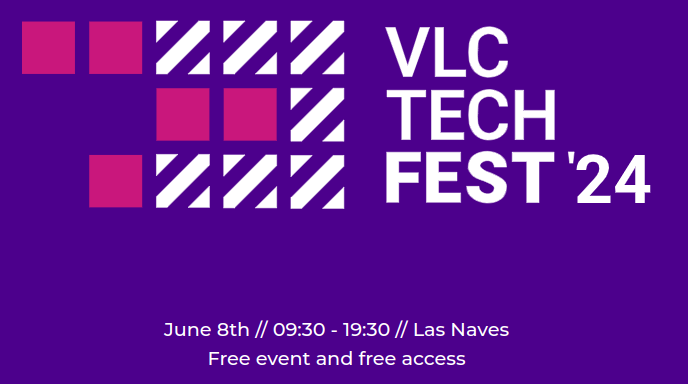 VLC
TECH
FEST '24
June 8th // 09:30 - 19:30 // Las Naves
Free event and free access